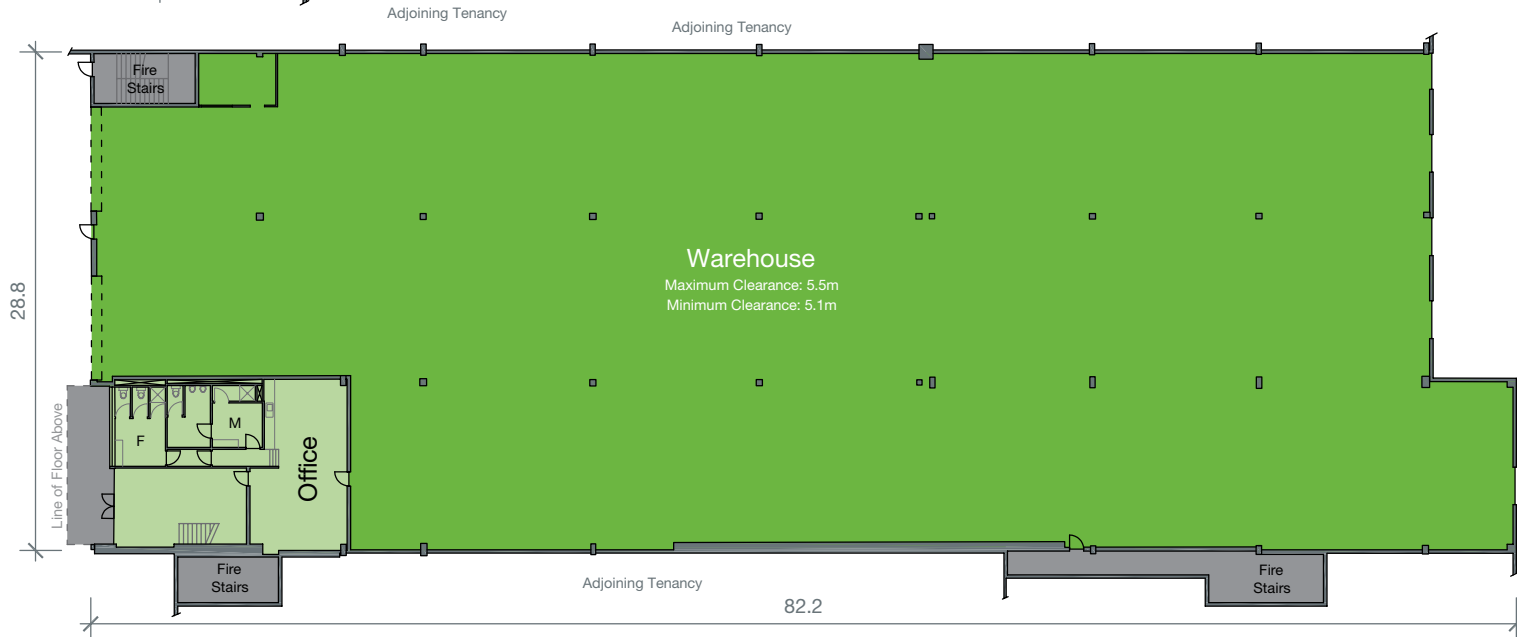 Adjoining Tenancy
Adjoining Tenancy
Fire
Stairs
Warehouse
Maximum Clearance: 5.5m
Minimum Clearance: 5.1m
28.8
Line of Floor Above
F
M
Office
Fire
Stairs
Adjoining Tenancy
Fire
Stairs
82.2